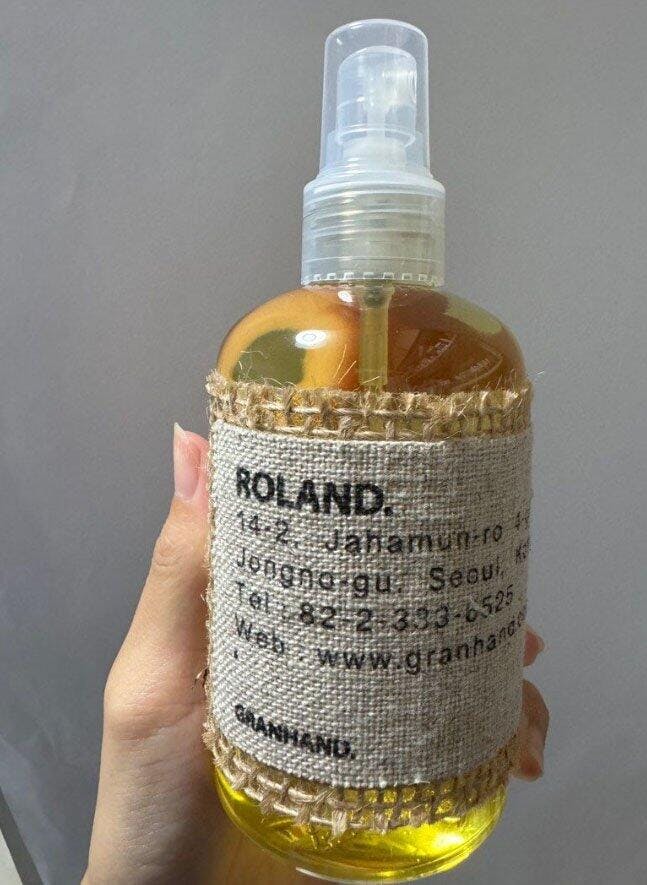 ROLAND.
14-2, Jahamun-ro
Jongno-gu, Seoul,
Tel : 82-2-333-6525
Web : www.granhand.
GRANHAND.